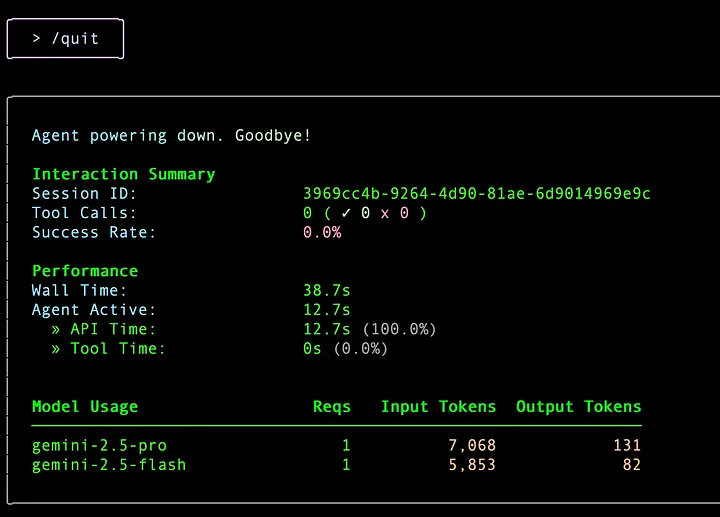 > /quit
Agent powering down. Goodbye!
Interaction Summary
Session ID: 3969cc4b-9264-4d90-81ae-6d9014969e9c
Tool Calls: 0 ( ✓ 0 x 0 )
Success Rate: 0.0%
Performance
Wall Time: 38.7s
Agent Active: 12.7s
» API Time: 12.7s (100.0%)
» Tool Time: 0s (0.0%)
Model Usage Reqs Input Tokens Output Tokens
gemini-2.5-pro 1 7,068 131
gemini-2.5-flash 1 5,853 82